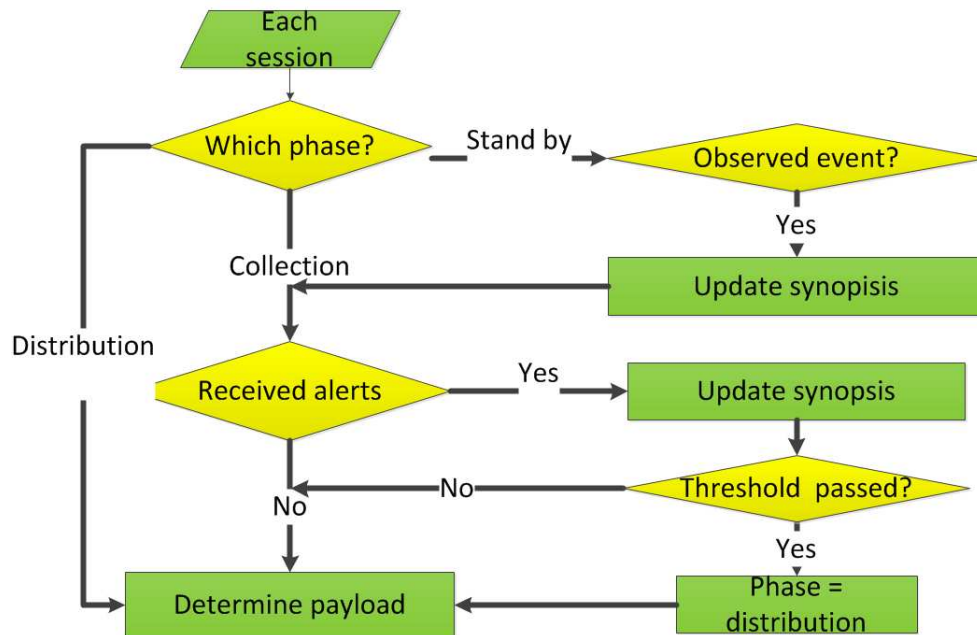 Each
session
Which phase?
Stand by
Observed event?
Yes
Collection
Update synopisis
Distribution
Received alerts
Yes
Update synopsis
No
No
Threshold passed?
Yes
Determine payload
Phase =
distribution